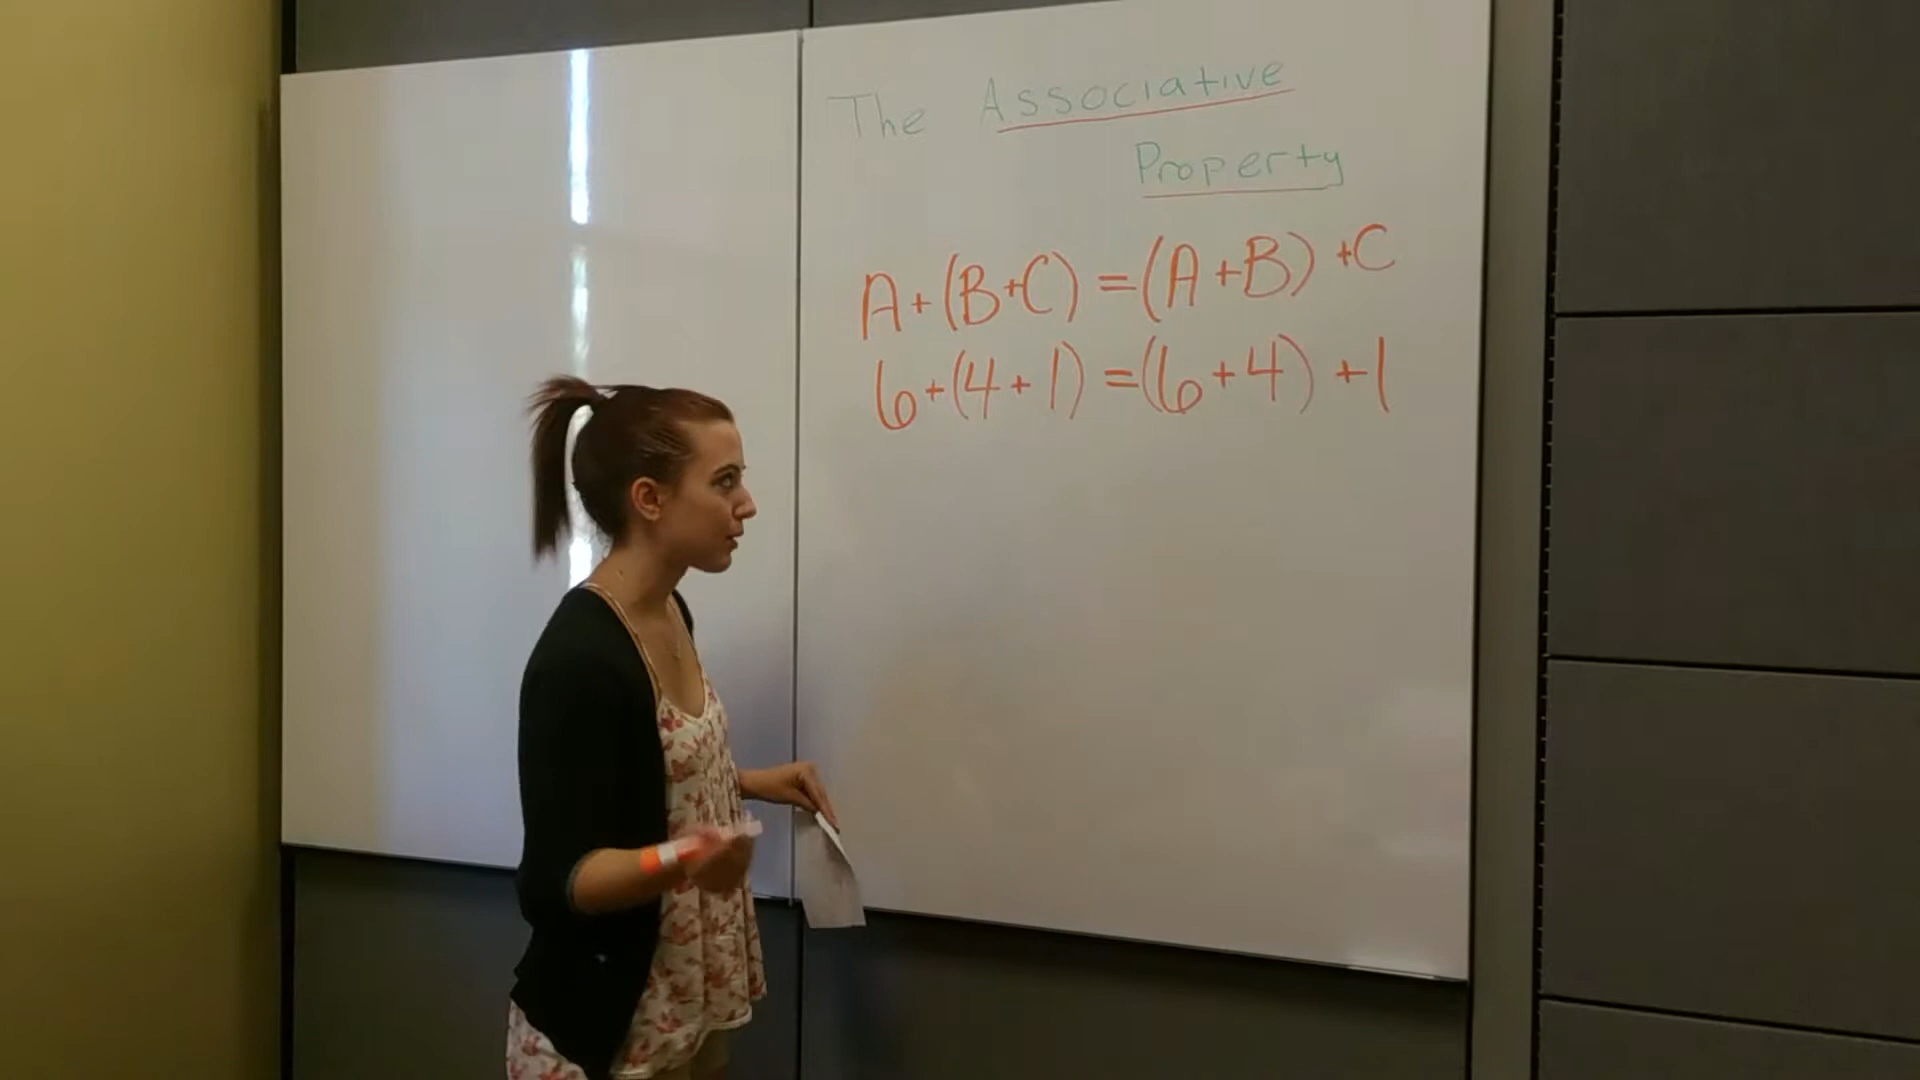 The Associative
Property
A+(B+C)=(A+B)+C
6+(4+1)=(6+4)+1